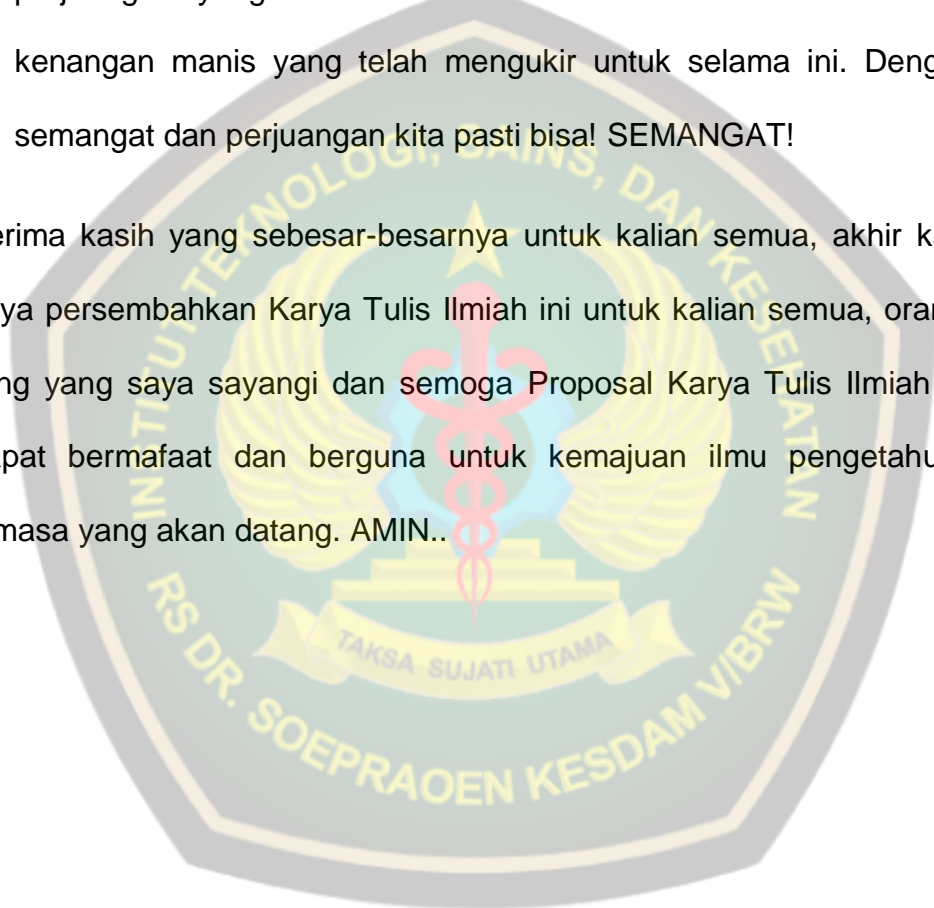 kenangan manis yang telah mengukir untuk selama ini. Deng
semangat dan perjuangan kita pasti bisa! SEMANGAT!
erima kasih yang sebesar-besarnya untuk kalian semua, akhir ka
ya persembahkan Karya Tulis Ilmiah ini untuk kalian semua, oran
ng yang saya sayangi dan semoga Proposal Karya Tulis Ilmiah
pat bermafaat dan berguna untuk kemajuan ilmu pengetahu
masa yang akan datang. AMIN..
INSTITUT TEKNOLOGI, SAINS, DAN KESEHATAN
TAKSA SUJATI UTAMA
RS DR. SOEPRAOEN KESDAM V/BRW